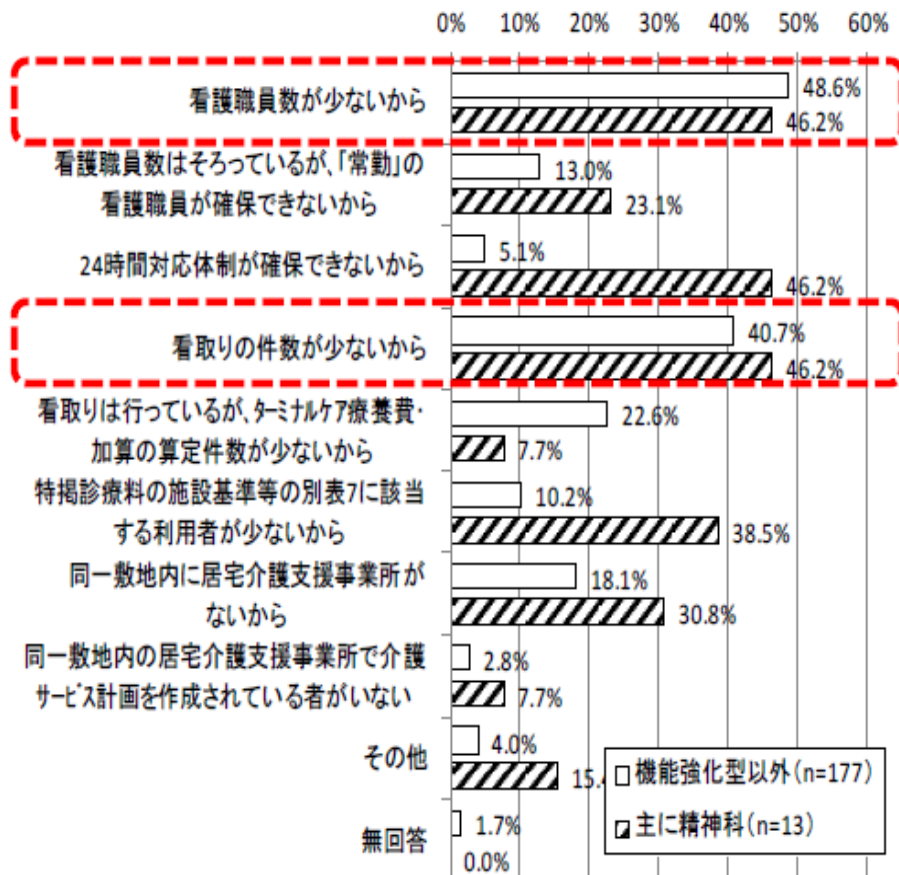 0% 10% 20% 30% 40% 50% 60%
看護職員数が少ないから
48.6%
46.2%
看護職員数はそろっているが、「常勤」の
看護職員が確保できないから
13.0%
23.1%
24時間対応体制が確保できないから
5.1%
46.2%
看取りの件数が少ないから
40.7%
46.2%
看取りは行っているが、ターミナルケア療養費・
加算の算定件数が少ないから
22.6%
7.7%
特掲診療料の施設基準等の別表7に該当
する利用者が少ないから
10.2%
38.5%
同一敷地内に居宅介護支援事業所が
ないから
18.1%
30.8%
同一敷地内の居宅介護支援事業所で介護
サービス計画を作成されている者がいない
2.8%
7.7%
その他
4.0%
無回答
1.7%
0.0%
機能強化型以外(n=177)
主に精神科(n=13)